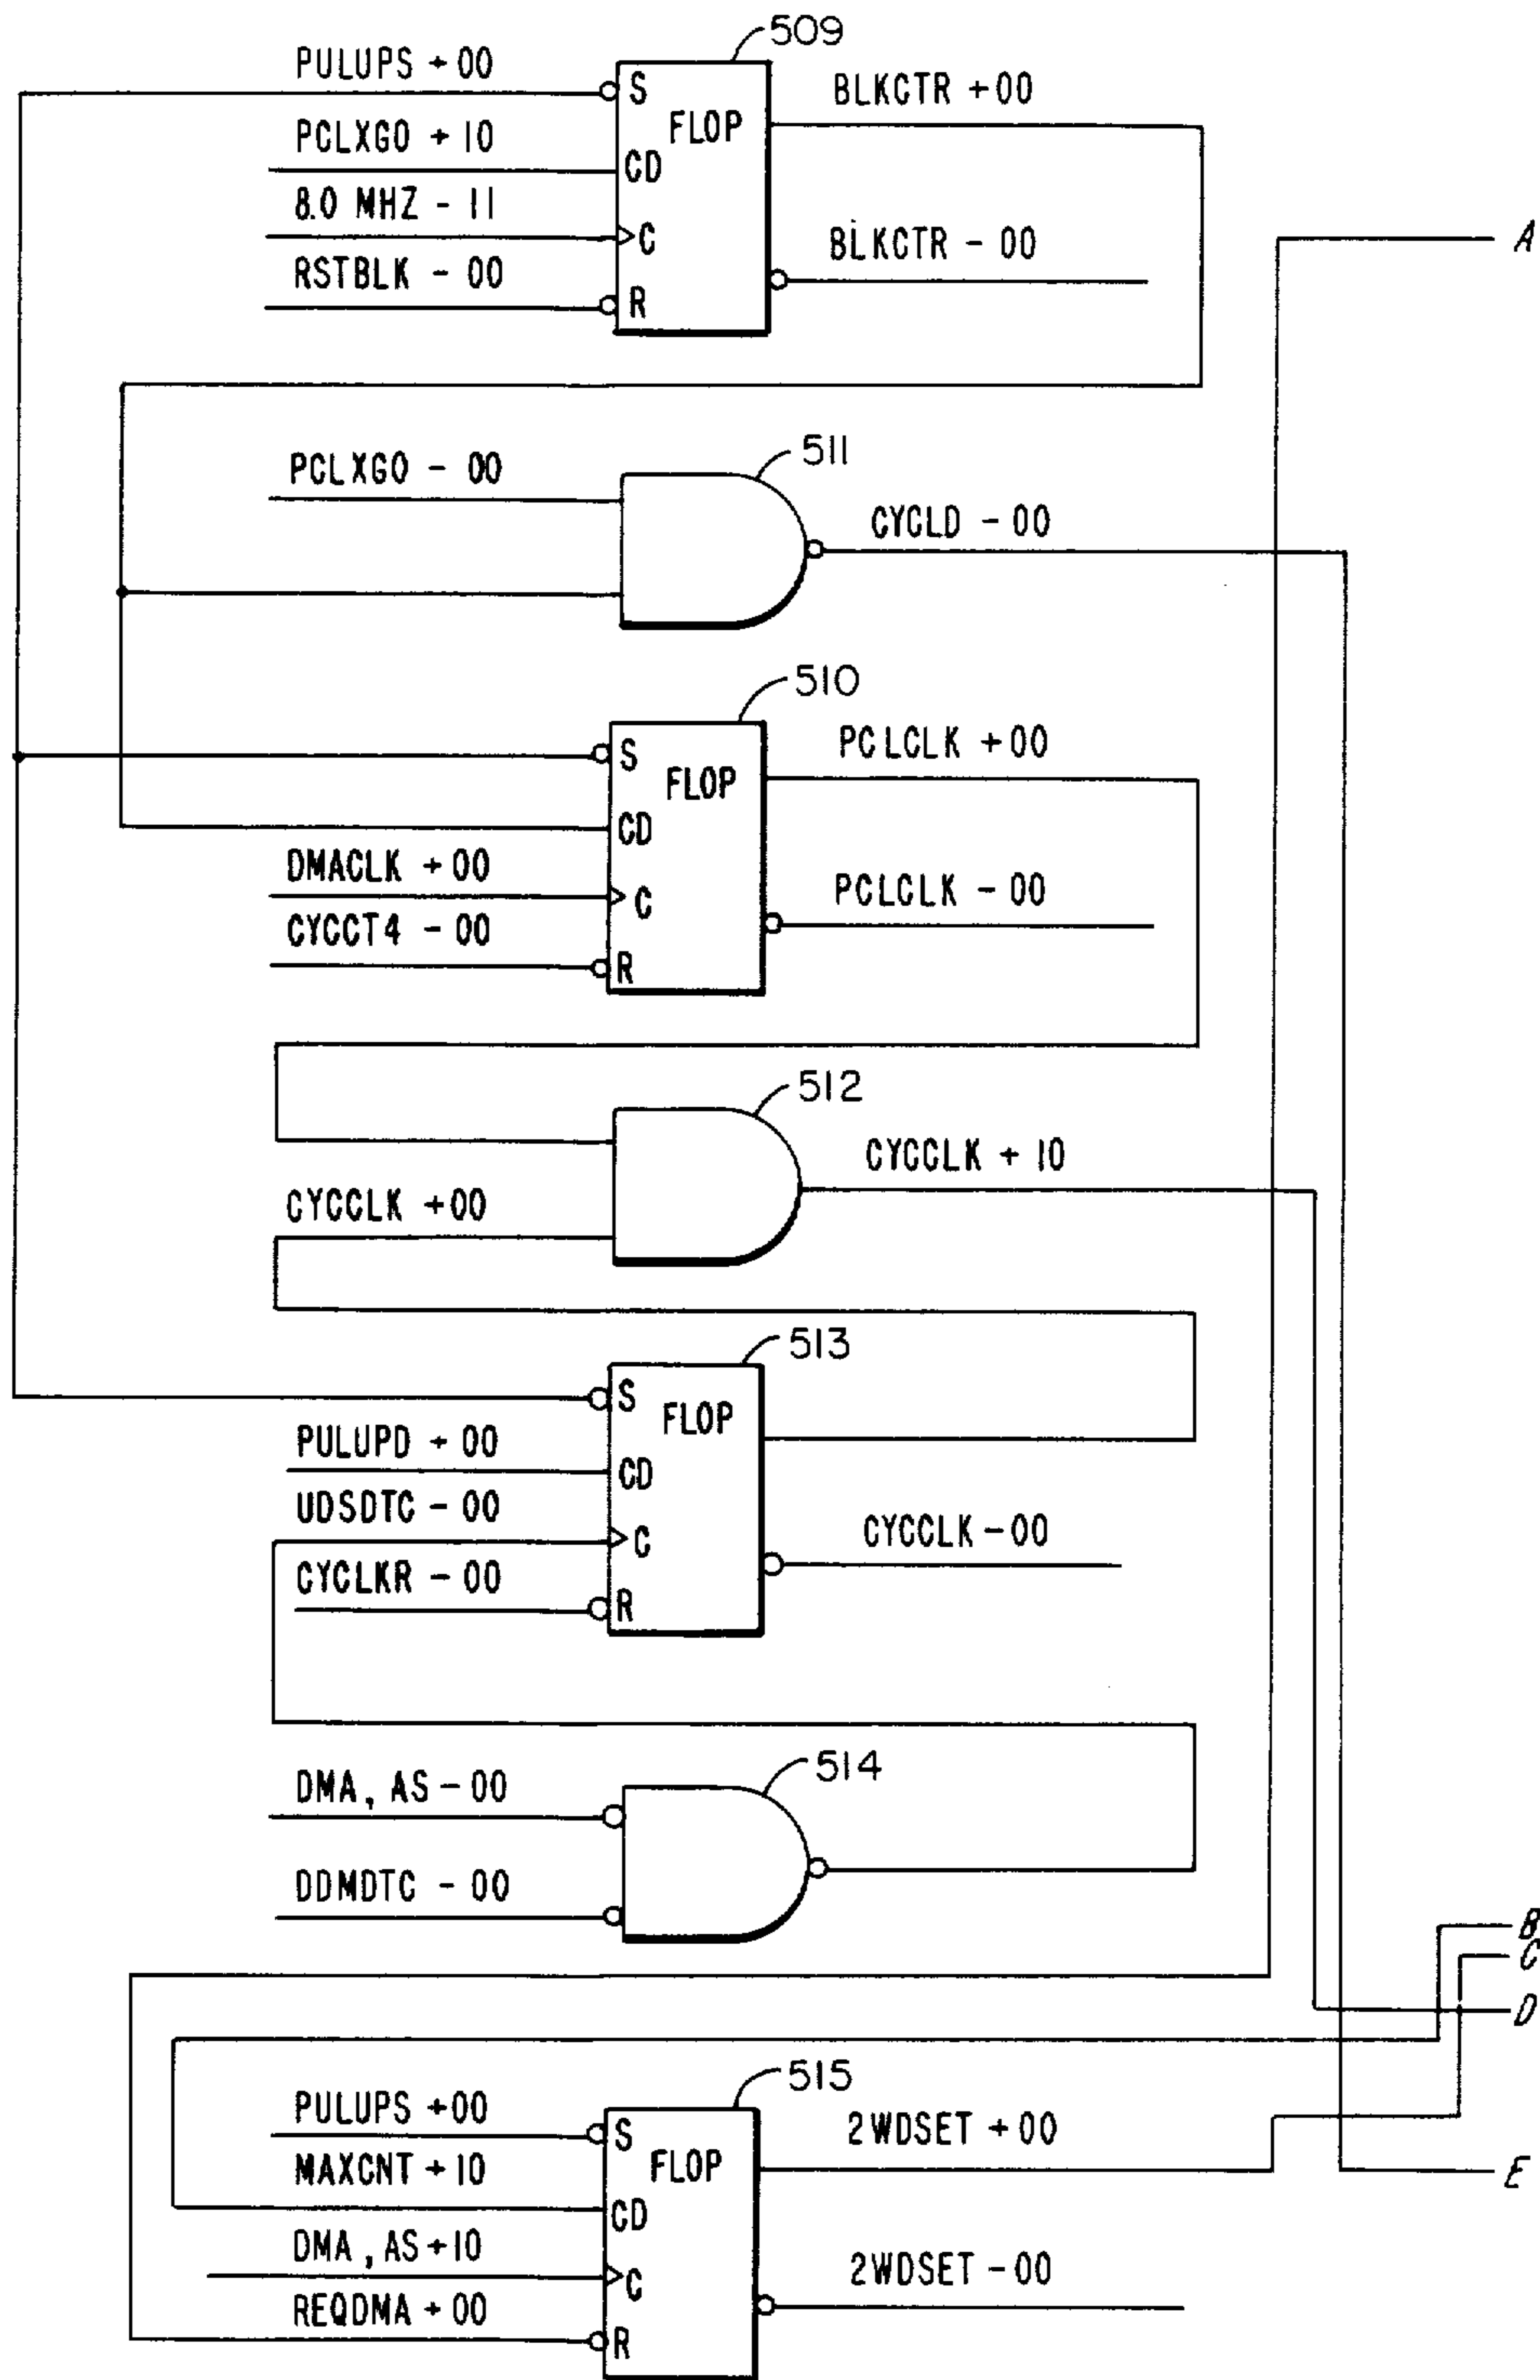 509
PULUPS +00
S
FLOP
BLKCTR +00
PCLXGO +10
CD
8.0 MHZ - 11
C
BLKCTR - 00
A
RSTBLK - 00
R
511
PCLXGO - 00
CYCLD - 00
510
S
FLOP
PCLCLK +00
CD
DMACLK +00
C
PCLCLK - 00
CYCCT4 - 00
R
512
CYCCLK + 10
CYCCLK +00
513
S
FLOP
PULUPD +00
CD
UDSDTC - 00
C
CYCCLK - 00
CYCLKR - 00
R
514
DMA, AS - 00
DDMDTC - 00
B
C
D
515
PULUPS +00
S
FLOP
2WDSET +00
MAXCNT +10
E
CD
DMA, AS+10
C
2WDSET - 00
REQDMA +00
R